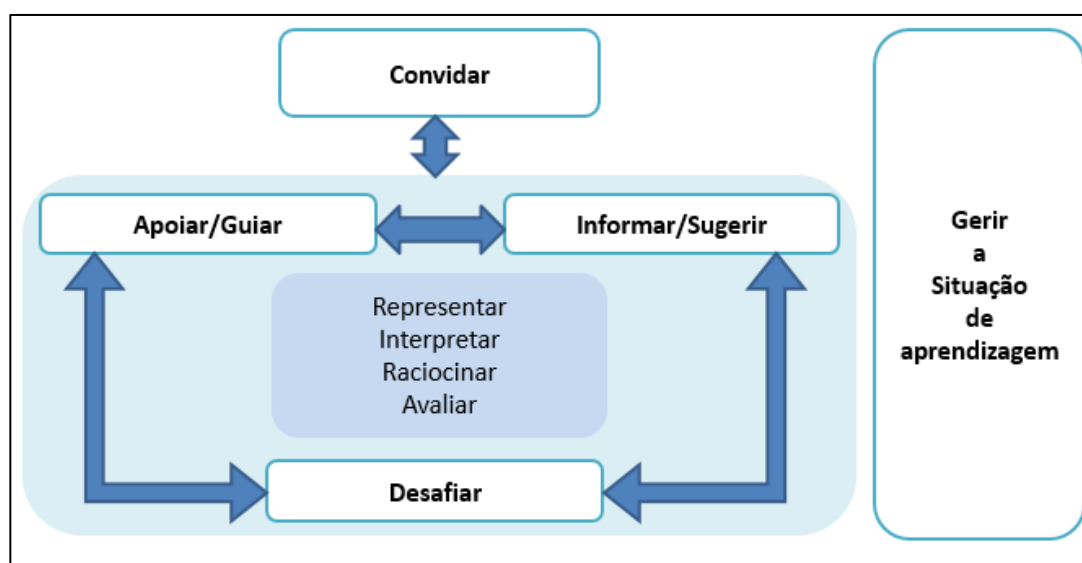 Convidar
Apoiar/Guiar
Informar/Sugerir
Representar
Interpretar
Raciocinar
Avaliar
Desafiar
Gerir
a
Situação
de
aprendizagem